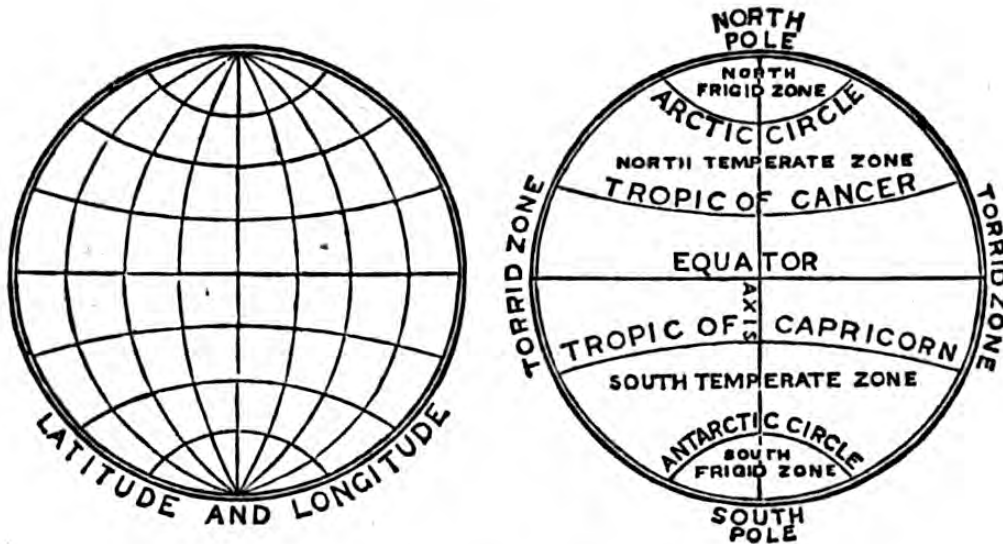 LATITUDE AND LONGITUDE
NORTH
POLE
NORTH
FRIGID ZONE
ARCTIC CIRCLE
NORTH TEMPERATE ZONE
TROPIC OF CANCER
TORRID ZONE
EQUATOR
TORRID ZONE
AXIS
TROPIC OF CAPRICORN
SOUTH TEMPERATE ZONE
ANTARCTIC CIRCLE
SOUTH
FRIGID ZONE
SOUTH
POLE